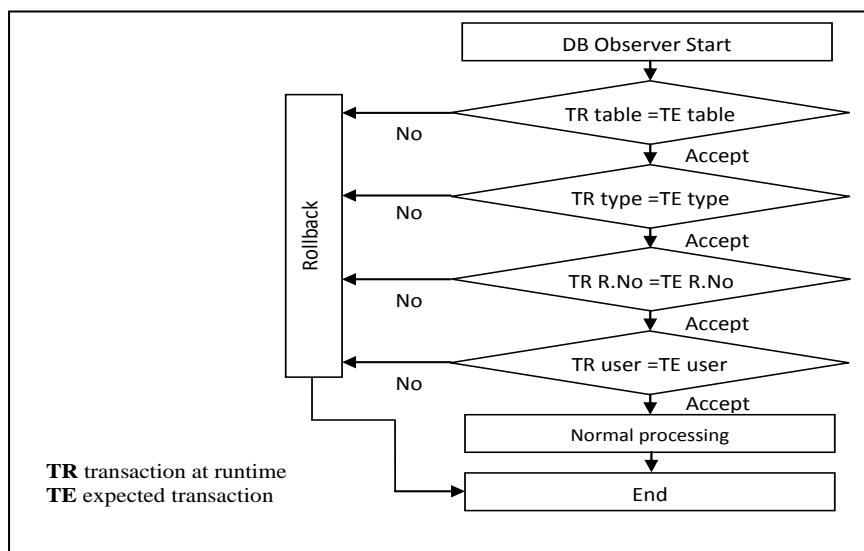 DB Observer Start
TR table =TE table
No
Accept
TR type =TE type
No
Accept
Rollback
TR R.No =TE R.No
No
Accept
TR user =TE user
No
Accept
Normal processing
TR transaction at runtime
TE expected transaction
End